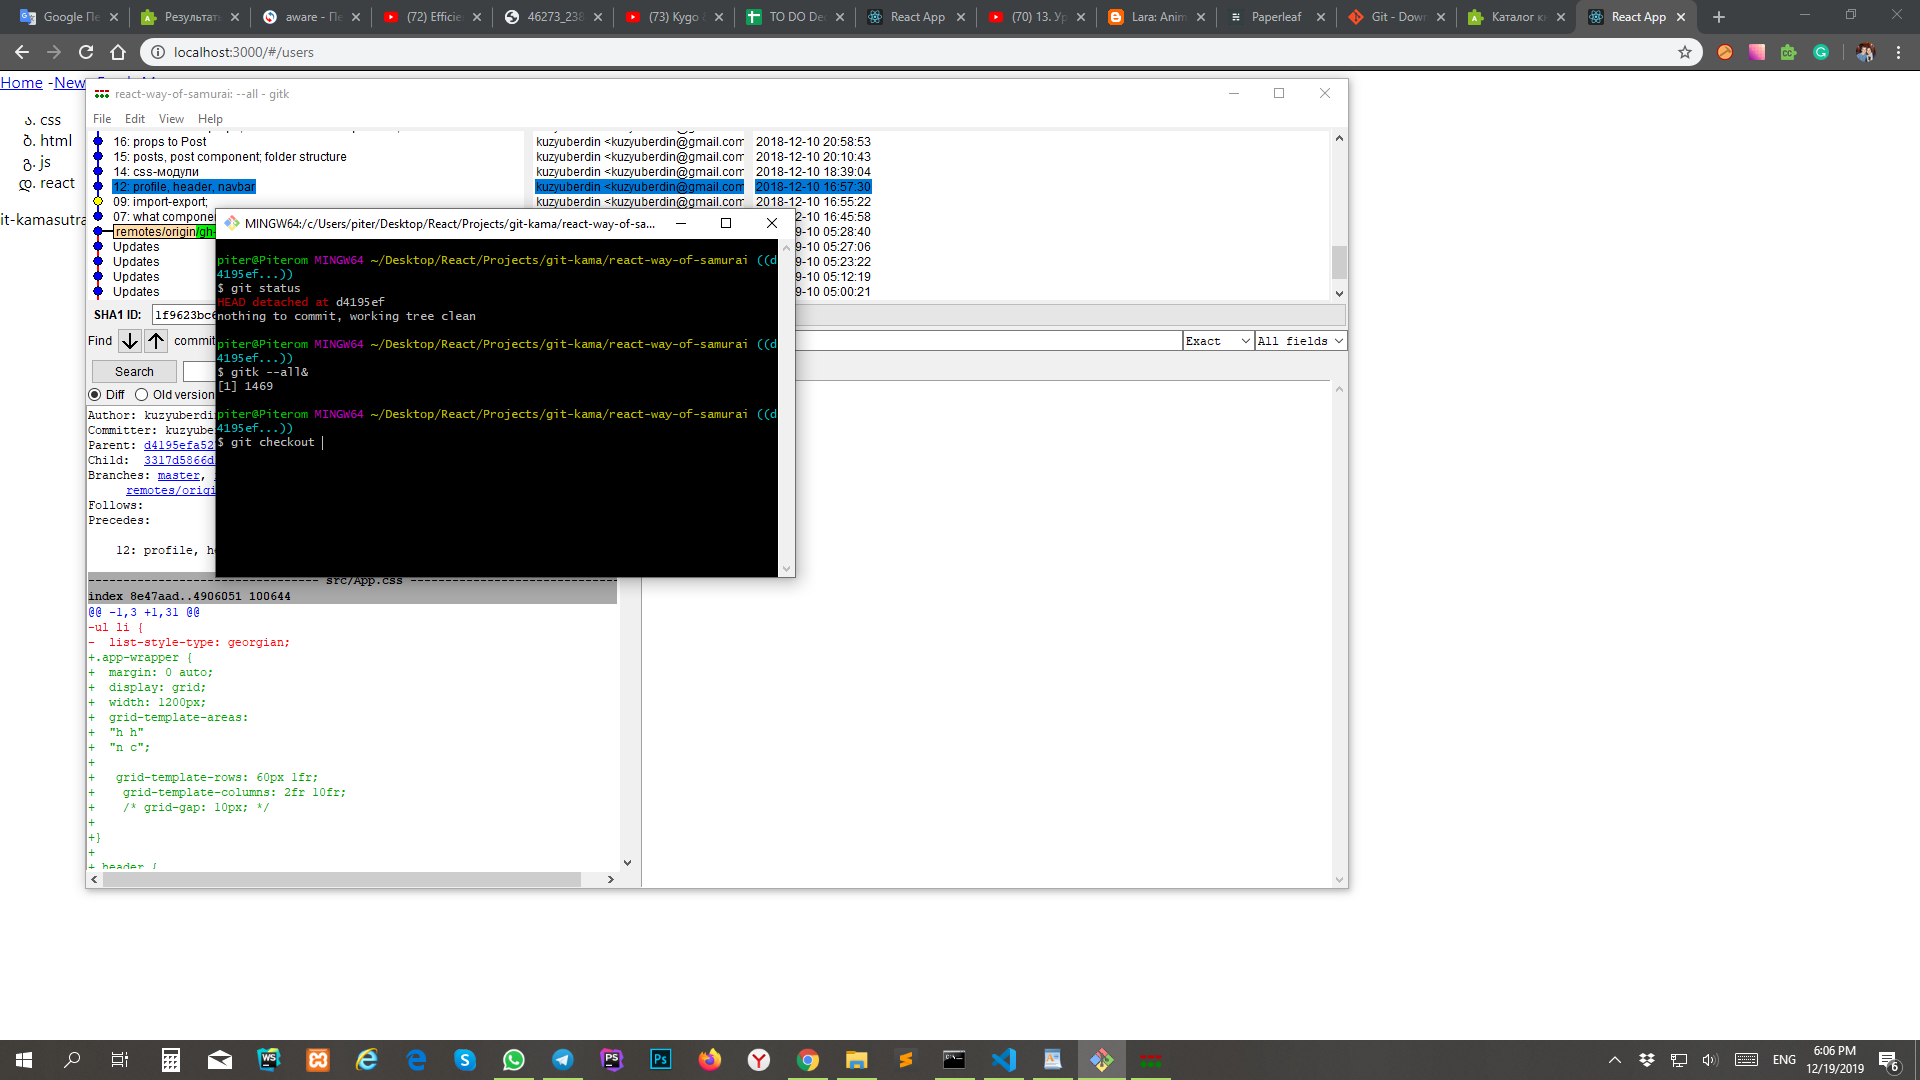 Google Пе
Результать
aware - Пе
(72) Efficie
46273_238
(73) Kygo
TO DO De
React App
(70) 13. Ур
Lara: Anim
Paperleaf
Git - Down
Каталог к
React App
localhost:3000/#/users
Home -New
ა. css
ბ. html
გ. js
დ. react
it-kamasutra
react-way-of-samurai: --all - gitk
File Edit View Help
16: props to Post kuzyuberdin <kuzyuberdin@gmail.com 2018-12-10 20:58:53
15: posts, post component; folder structure kuzyuberdin <kuzyuberdin@gmail.com 2018-12-10 20:10:43
14: css-модули kuzyuberdin <kuzyuberdin@gmail.com 2018-12-10 18:39:04
12: profile, header, navbar kuzyuberdin <kuzyuberdin@gmail.com 2018-12-10 16:57:30
09: import-export; kuzyuberdin <kuzyuberdin@gmail.com 2018-12-10 16:55:22
07: what compone -10 16:45:58
remotes/origin/gh- 9-10 05:28:40
Updates 9-10 05:27:06
Updates 9-10 05:23:22
Updates 9-10 05:12:19
Updates 9-10 05:00:21
SHA1 ID: 1f9623bc6
Find commit Exact All fields
Search
Diff Old version
Author: kuzyuberdin
Committer: kuzyube
Parent: d4195efa52
Child: 3317d5866d
Branches: master,
remotes/origi
Follows:
Precedes:
12: profile, he
src/App.css
index 8e47aad..4906051 100644
@@ -1,3 +1,31 @@
-ul li {
- list-style-type: georgian;
+.app-wrapper {
+ margin: 0 auto;
+ display: grid;
+ width: 1200px;
+ grid-template-areas:
+ "h h"
+ "n c";
+
+ grid-template-rows: 60px 1fr;
+ grid-template-columns: 2fr 10fr;
+ /* grid-gap: 10px; */
+
+}
+
+.header {
MINGW64:/c/Users/piter/Desktop/React/Projects/git-kama/react-way-of-sa...
piter@Piterom MINGW64 ~/Desktop/React/Projects/git-kama/react-way-of-samurai ((d
4195ef...))
$ git status
HEAD detached at d4195ef
nothing to commit, working tree clean
piter@Piterom MINGW64 ~/Desktop/React/Projects/git-kama/react-way-of-samurai ((d
4195ef...))
$ gitk --all&
[1] 1469
piter@Piterom MINGW64 ~/Desktop/React/Projects/git-kama/react-way-of-samurai ((d
4195ef...))
$ git checkout
ENG
6:06 PM
12/19/2019
6